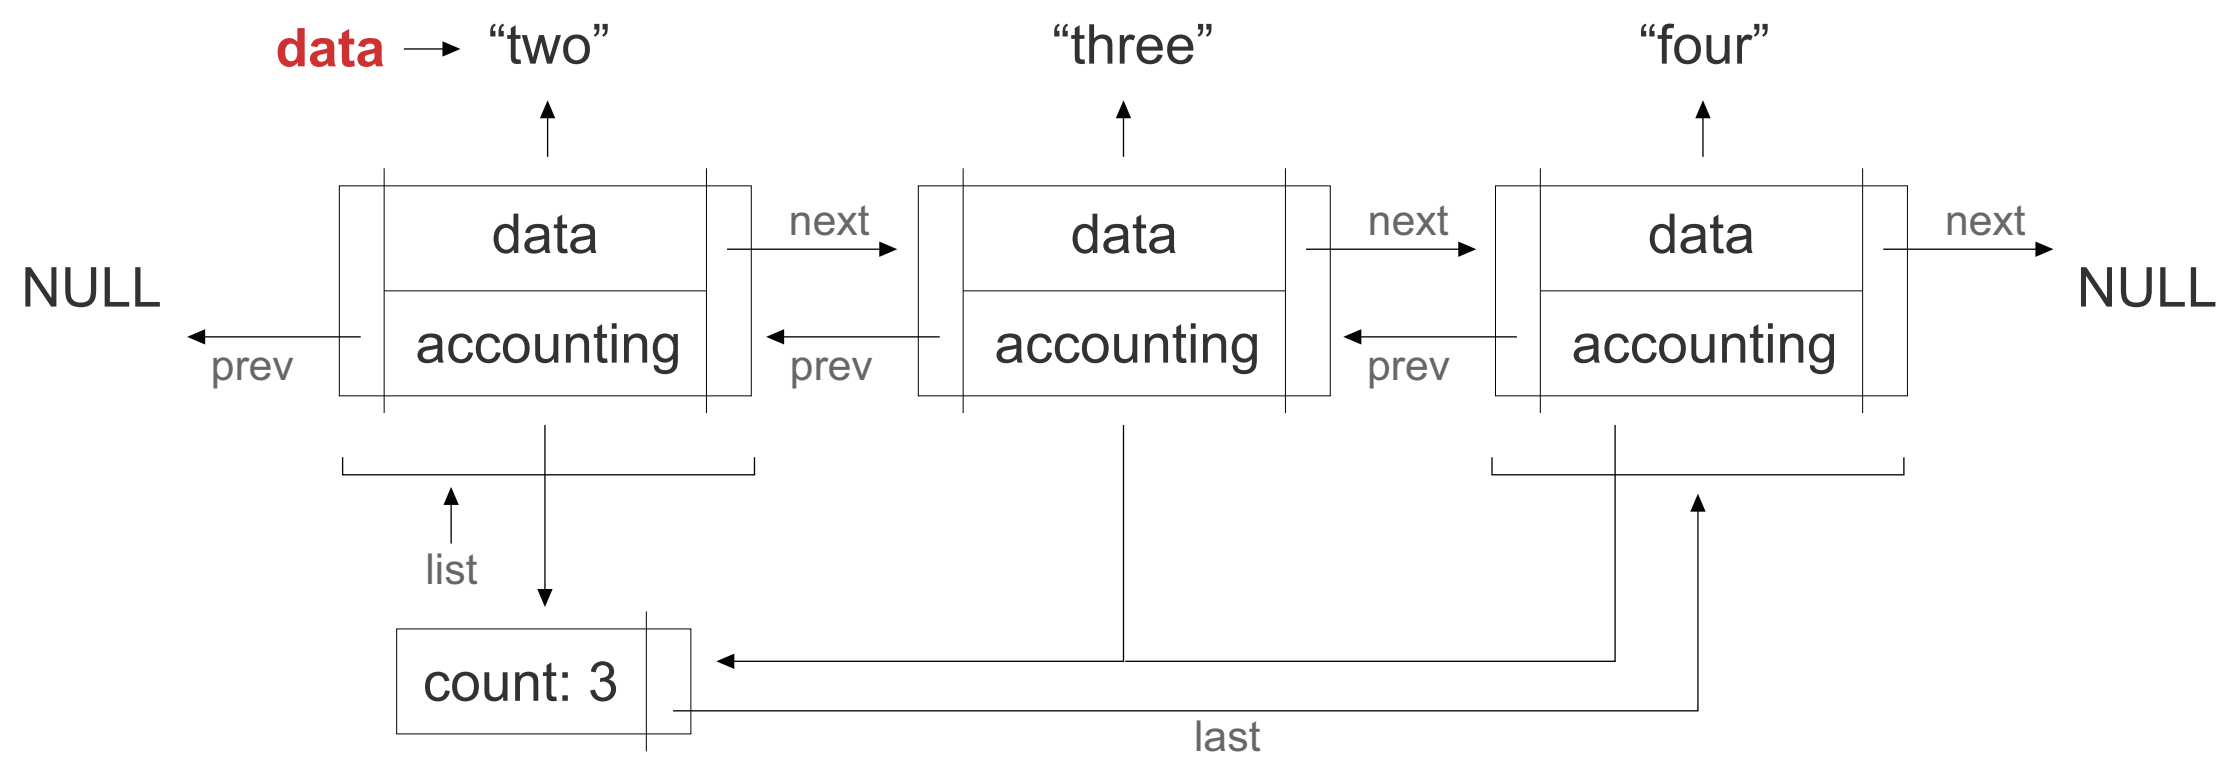 data “two” “three” “four”
data next data next data next
NULL NULL
prev accounting prev accounting prev accounting
list
count: 3
last